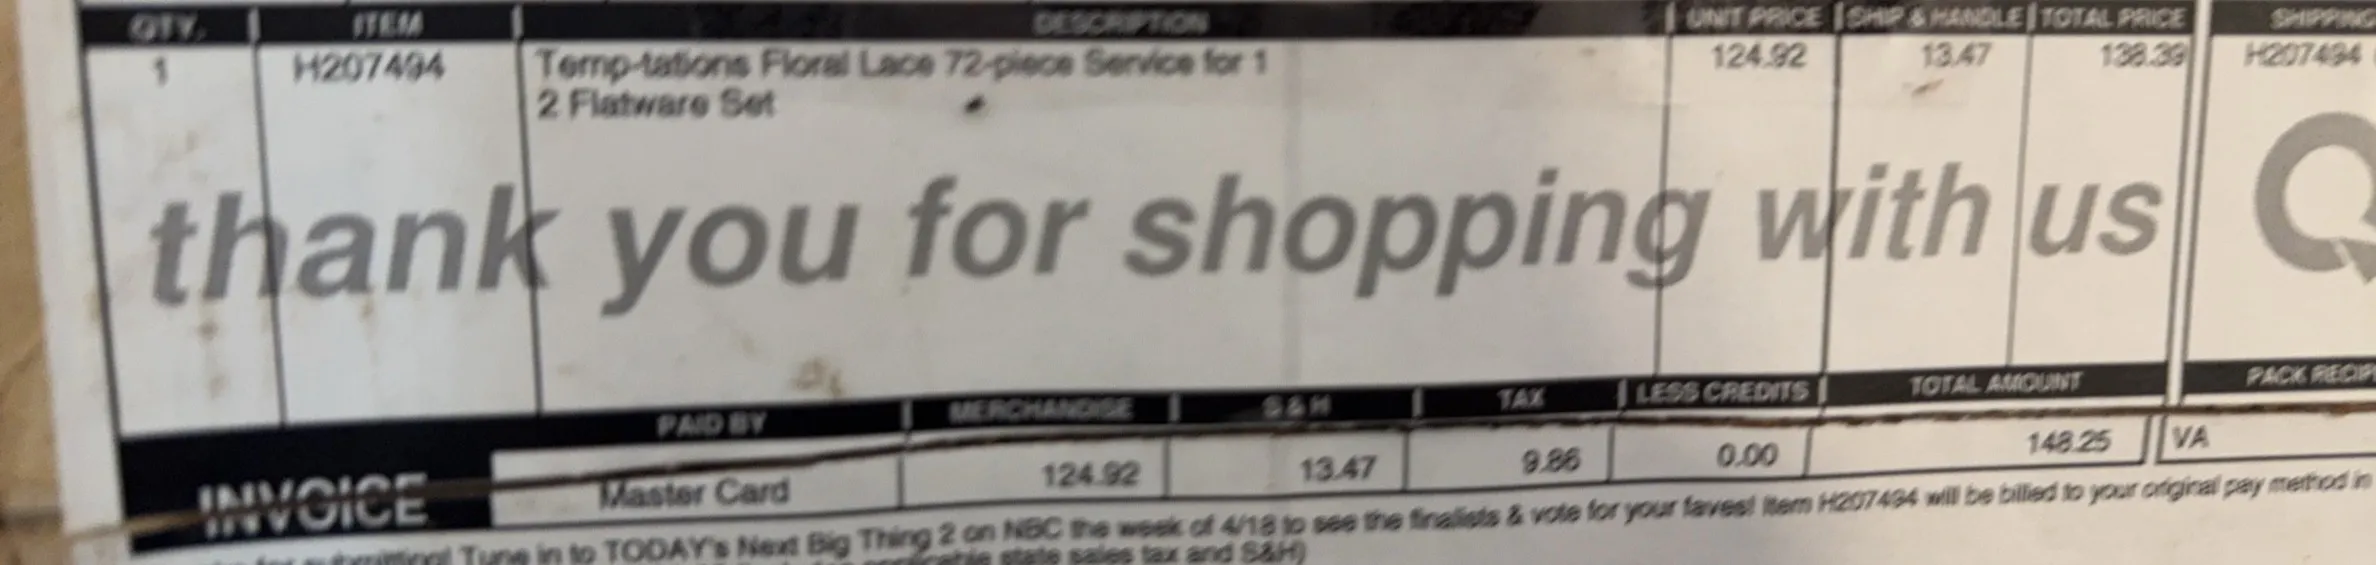 QTY. ITEM DESCRIPTION UNIT PRICE SHIP & HANDLE TOTAL PRICE SHIPPING
1 H207494 Temp-tations Floral Lace 72-piece Service for 1 124.92 13.47 138.39 H207494
2 Flatware Set
thank you for shopping with us Q
PAID BY MERCHANDISE S & H TAX LESS CREDITS TOTAL AMOUNT PACK RECIP
INVOICE Master Card 124.92 13.47 9.86 0.00 148.25 VA
for submitting! Tune in to TODAY's Next Big Thing 2 on NBC the week of 4/18 to see the finalists & vote for your faves! Item H207494 will be billed to your original pay method in
applicable state sales tax and S&H)